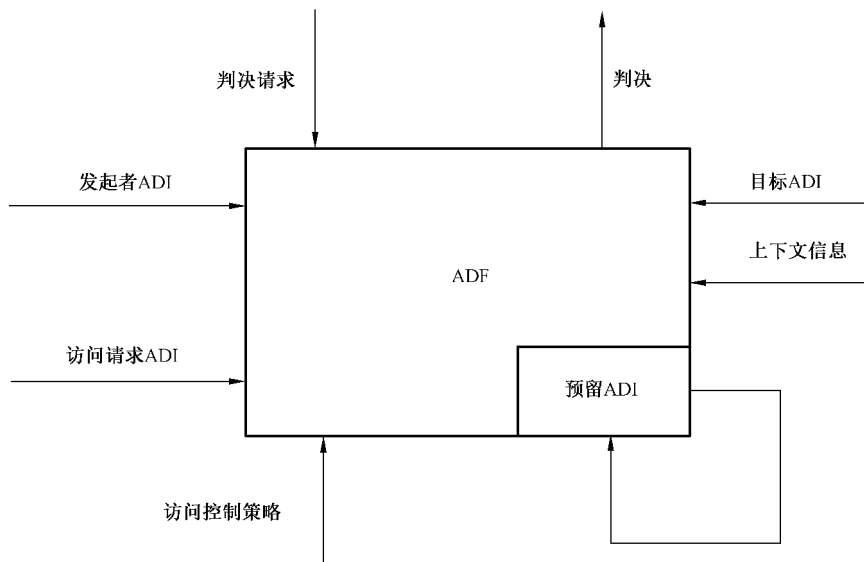 判决请求
判决
发起者ADI
目标ADI
上下文信息
ADF
访问请求ADI
预留ADI
访问控制策略